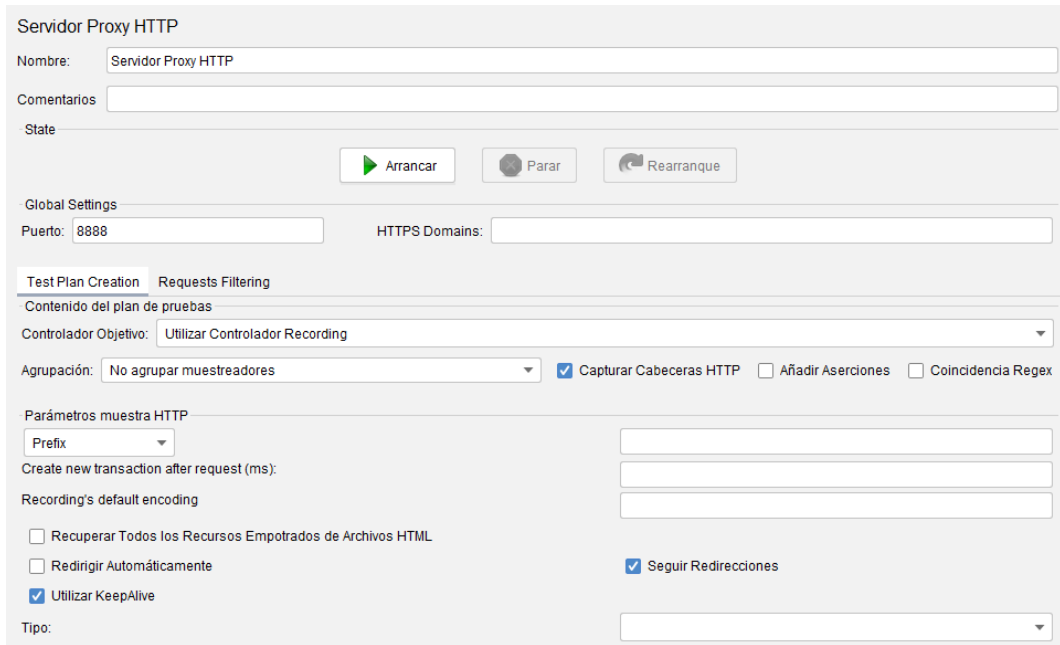 Servidor Proxy HTTP
Nombre: Servidor Proxy HTTP
Comentarios
State
Arrancar Parar Rearranque
Global Settings
Puerto: 8888 HTTPS Domains:
Test Plan Creation Requests Filtering
Contenido del plan de pruebas
Controlador Objetivo: Utilizar Controlador Recording
Agrupación: No agrupar muestreadores Capturar Cabeceras HTTP Añadir Aserciones Coincidencia Regex
Parámetros muestra HTTP
Prefix
Create new transaction after request (ms):
Recording's default encoding
Recuperar Todos los Recursos Empotrados de Archivos HTML
Redirigir Automáticamente Seguir Redirecciones
Utilizar KeepAlive
Tipo: